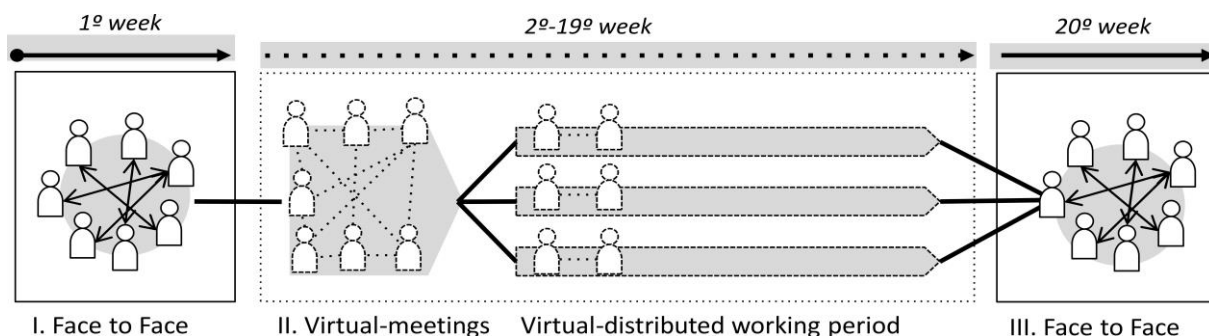 1º week
2º-19º week
20º week
I. Face to Face
II. Virtual-meetings
Virtual-distributed working period
III. Face to Face